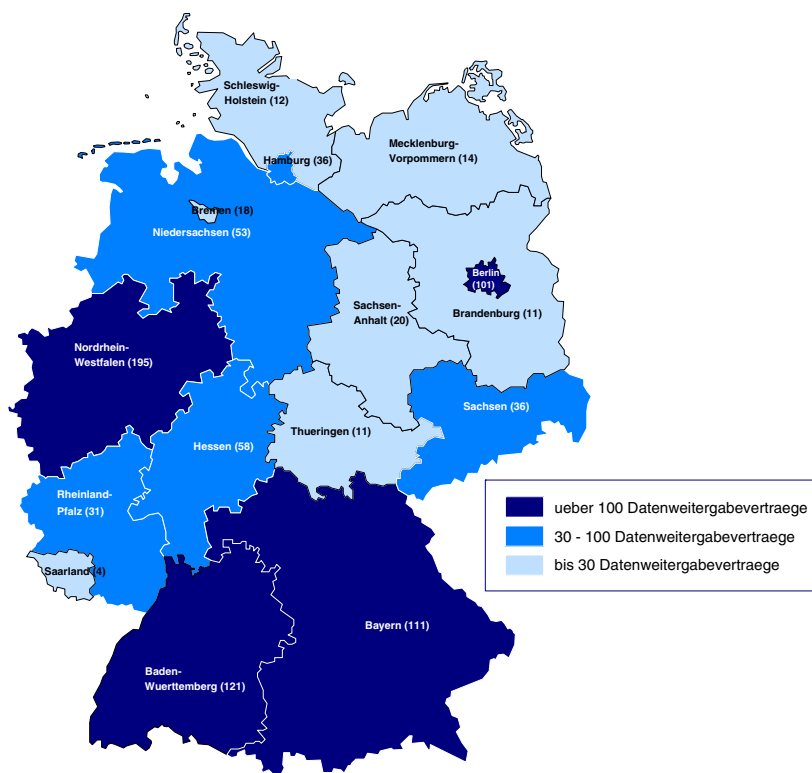 Schleswig-
Holstein (12)
Mecklenburg-
Vorpommern (14)
Hamburg (36)
Bremen (18)
Niedersachsen (53)
Berlin
(101)
Sachsen-
Anhalt (20)
Brandenburg (11)
Nordrhein-
Westfalen (195)
Sachsen (36)
Thueringen (11)
Hessen (58)
Rheinland-
Pfalz (31)
Saarland (4)
Bayern (111)
Baden-
Wuerttemberg (121)
ueber 100 Datenweitergabevertraege
30 - 100 Datenweitergabevertraege
bis 30 Datenweitergabevertraege